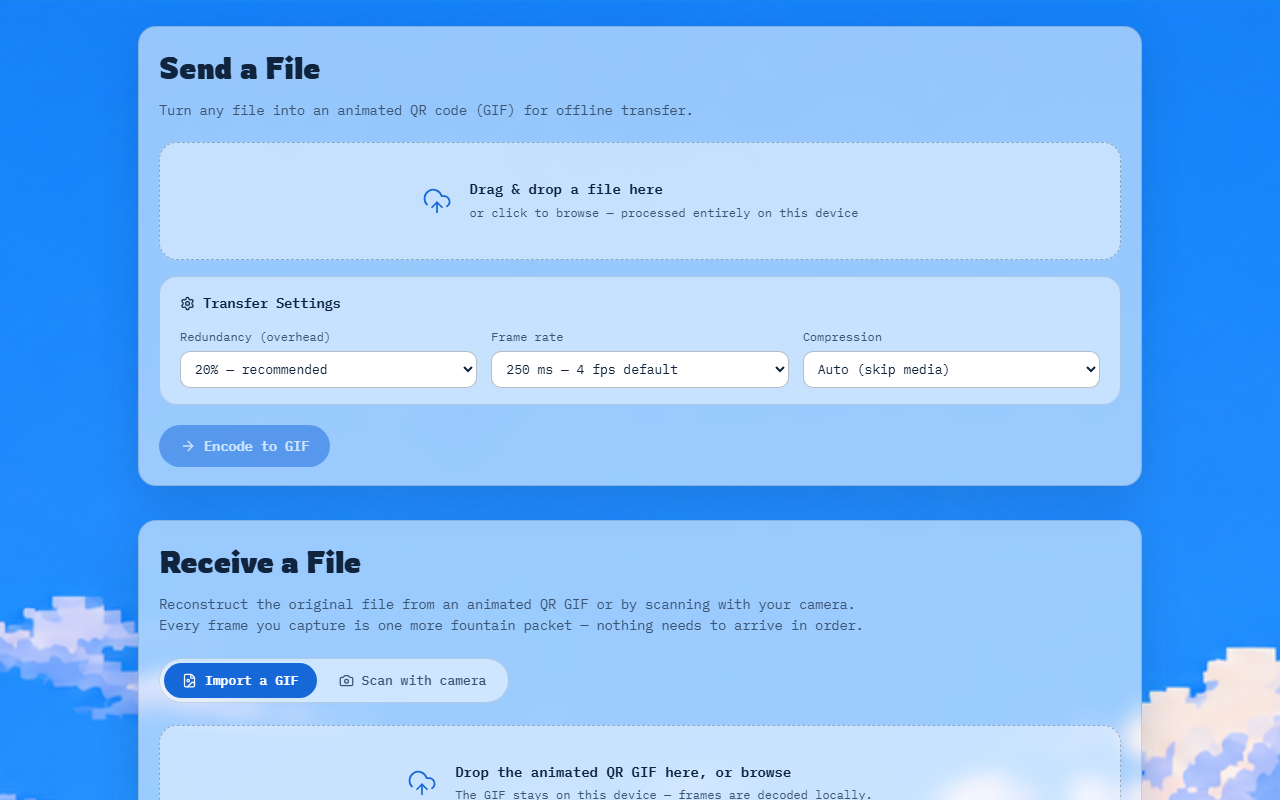 Send a File
Turn any file into an animated QR code (GIF) for offline transfer.
Drag & drop a file here
or click to browse — processed entirely on this device
Transfer Settings
Redundancy (overhead)
Frame rate
Compression
20% — recommended
250 ms — 4 fps default
Auto (skip media)
Encode to GIF
Receive a File
Reconstruct the original file from an animated QR GIF or by scanning with your camera.
Every frame you capture is one more fountain packet — nothing needs to arrive in order.
Import a GIF
Scan with camera
Drop the animated QR GIF here, or browse
The GIF stays on this device — frames are decoded locally.